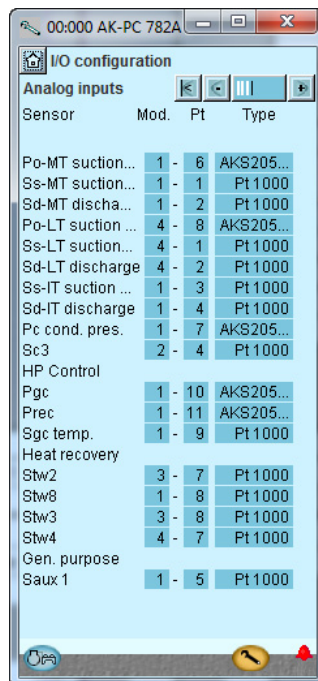 00:000 AK-PC 782A
I/O configuration
Analog inputs
Sensor Mod. Pt Type
Po-MT suction... 1 - 6 AKS205...
Ss-MT suction... 1 - 1 Pt 1000
Sd-MT discha... 1 - 2 Pt 1000
Po-LT suction ... 4 - 8 AKS205...
Ss-LT suction... 4 - 1 Pt 1000
Sd-LT discharge 4 - 2 Pt 1000
Ss-IT suction ... 1 - 3 Pt 1000
Sd-IT discharge 1 - 4 Pt 1000
Pc cond. pres. 1 - 7 AKS205...
Sc3 2 - 4 Pt 1000
HP Control
Pgc 1 - 10 AKS205...
Prec 1 - 11 AKS205...
Sgc temp. 1 - 9 Pt 1000
Heat recovery
Stw2 3 - 7 Pt 1000
Stw8 1 - 8 Pt 1000
Stw3 3 - 8 Pt 1000
Stw4 4 - 7 Pt 1000
Gen. purpose
Saux 1 1 - 5 Pt 1000